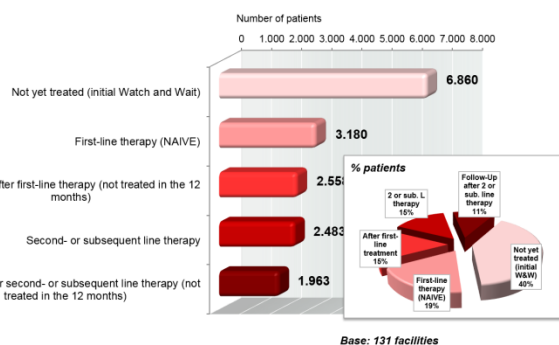 Number of patients
0 1.000 2.000 3.000 4.000 5.000 6.000 7.000 8.000
Not yet treated (initial Watch and Wait)
6.860
First-line therapy (NAIVE)
3.180
after first-line therapy (not treated in the 12
months)
2.558
Second- or subsequent line therapy
2.483
second- or subsequent line therapy (not
treated in the 12 months)
1.963
% patients
2 or sub. L
therapy
15%
Follow-Up
after 2 or
sub. line
therapy
11%
After first-
line
treatment
15%
Not yet
treated
(initial
W&W)
40%
First-line
therapy
(NAIVE)
19%
Base: 131 facilities